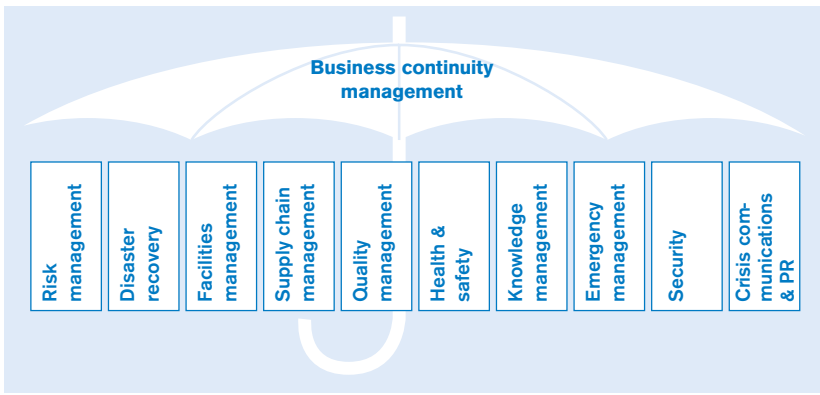 Business continuity
management
Risk
management
Disaster
recovery
Facilities
management
Supply chain
management
Quality
management
Health &
safety
Knowledge
management
Emergency
management
Security
Crisis com-
munications
& PR